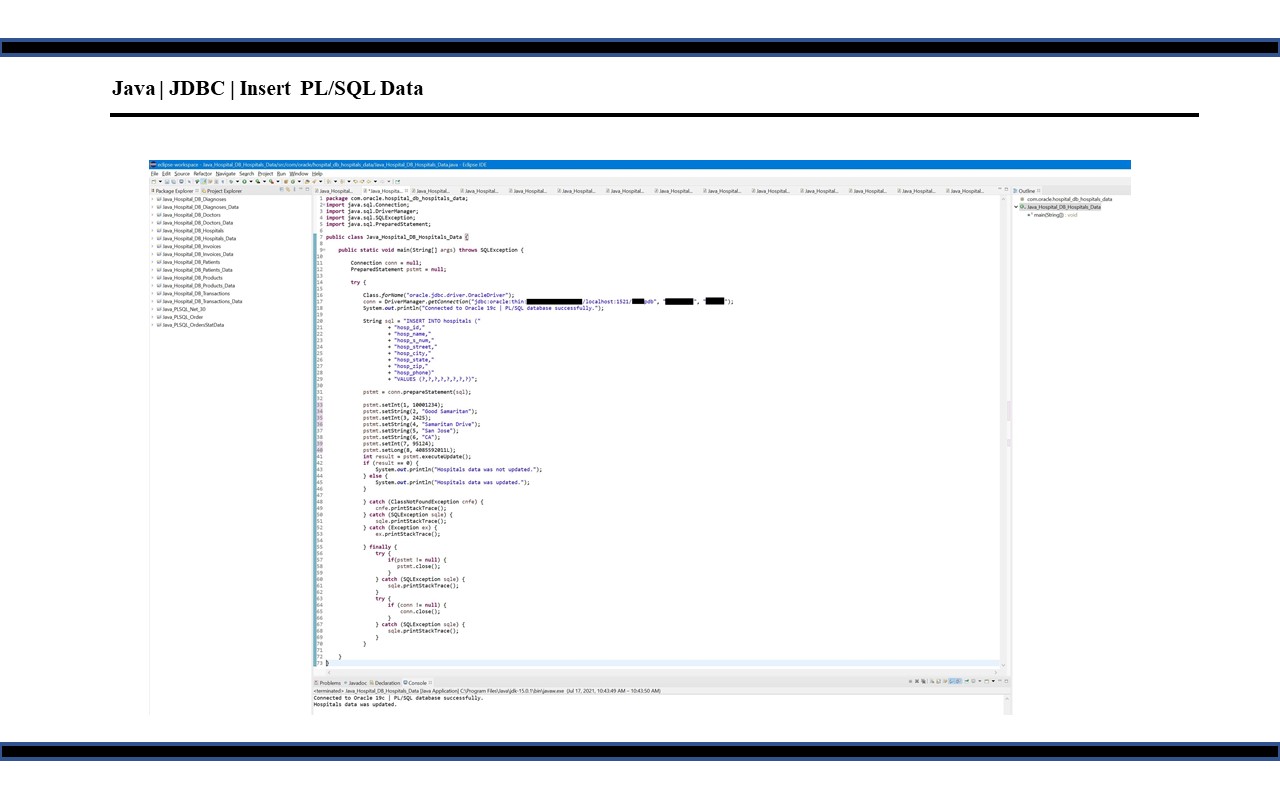 Java | JDBC | Insert PL/SQL Data
eclipse-workspace - Java_Hospital_DB_Hospitals_Data/src/com/oracle/hospital_db_hospitals_data/Java_Hospital_DB_Hospitals_Data.java - Eclipse IDE
File Edit Source Refactor Navigate Search Project Run Window Help
Package Explorer Project Explorer
Java_Hospital_DB_Diagnoses
Java_Hospital_DB_Diagnoses_Data
Java_Hospital_DB_Doctors
Java_Hospital_DB_Doctors_Data
Java_Hospital_DB_Hospitals
Java_Hospital_DB_Hospitals_Data
Java_Hospital_DB_Invoices
Java_Hospital_DB_Invoices_Data
Java_Hospital_DB_Patients
Java_Hospital_DB_Patients_Data
Java_Hospital_DB_Products
Java_Hospital_DB_Products_Data
Java_Hospital_DB_Transactions
Java_Hospital_DB_Transactions_Data
Java_PLSQL_Net_30
Java_PLSQL_Order
Java_PLSQL_OrdersStatData
Java_Hospital... *Java_Hospita... Java_Hospital... Java_Hospital... Java_Hospital... Java_Hospital... Java_Hospital... Java_Hospital... Java_Hospital... Java_Hospital... Java_Hospital... Java_Hospital... Java_Hospital... Java_Hospital...
1 package com.oracle.hospital_db_hospitals_data;
2 import java.sql.Connection;
3 import java.sql.DriverManager;
4 import java.sql.SQLException;
5 import java.sql.PreparedStatement;
6
7 public class Java_Hospital_DB_Hospitals_Data {
8
9 public static void main(String[] args) throws SQLException {
10
11 Connection conn = null;
12 PreparedStatement pstmt = null;
13
14 try {
15
16 Class.forName("oracle.jdbc.driver.OracleDriver");
17 conn = DriverManager.getConnection("jdbc:oracle:thin: /localhost:1521/ pdb", " ", " ");
18 System.out.println("Connected to Oracle 19c | PL/SQL database successfully.");
19
20 String sql = "INSERT INTO hospitals ("
21 + "hosp_id,"
22 + "hosp_name,"
23 + "hosp_s_num,"
24 + "hosp_street,"
25 + "hosp_city,"
26 + "hosp_state,"
27 + "hosp_zip,"
28 + "hosp_phone)"
29 + "VALUES (?,?,?,?,?,?,?,?)";
30
31 pstmt = conn.prepareStatement(sql);
32
33 pstmt.setInt(1, 10001234);
34 pstmt.setString(2, "Good Samaritan");
35 pstmt.setInt(3, 2425);
36 pstmt.setString(4, "Samaritan Drive");
37 pstmt.setString(5, "San Jose");
38 pstmt.setString(6, "CA");
39 pstmt.setInt(7, 95124);
40 pstmt.setLong(8, 4085592011L);
41 int result = pstmt.executeUpdate();
42 if (result == 0) {
43 System.out.println("Hospitals data was not updated.");
44 } else {
45 System.out.println("Hospitals data was updated.");
46 }
47
48 } catch (ClassNotFoundException cnfe) {
49 cnfe.printStackTrace();
50 } catch (SQLException sqle) {
51 sqle.printStackTrace();
52 } catch (Exception ex) {
53 ex.printStackTrace();
54
55 } finally {
56 try {
57 if(pstmt != null) {
58 pstmt.close();
59 }
60 } catch (SQLException sqle) {
61 sqle.printStackTrace();
62 }
63 try {
64 if (conn != null) {
65 conn.close();
66 }
67 } catch (SQLException sqle) {
68 sqle.printStackTrace();
69 }
70 }
71
72 }
73 }
Outline
com.oracle.hospital_db_hospitals_data
Java_Hospital_DB_Hospitals_Data
main(String[]) : void
Problems Javadoc Declaration Console
<terminated> Java_Hospital_DB_Hospitals_Data [Java Application] C:\Program Files\Java\jdk-15.0.1\bin\javaw.exe (Jul 17, 2021, 10:43:49 AM – 10:43:50 AM)
Connected to Oracle 19c | PL/SQL database successfully.
Hospitals data was updated.